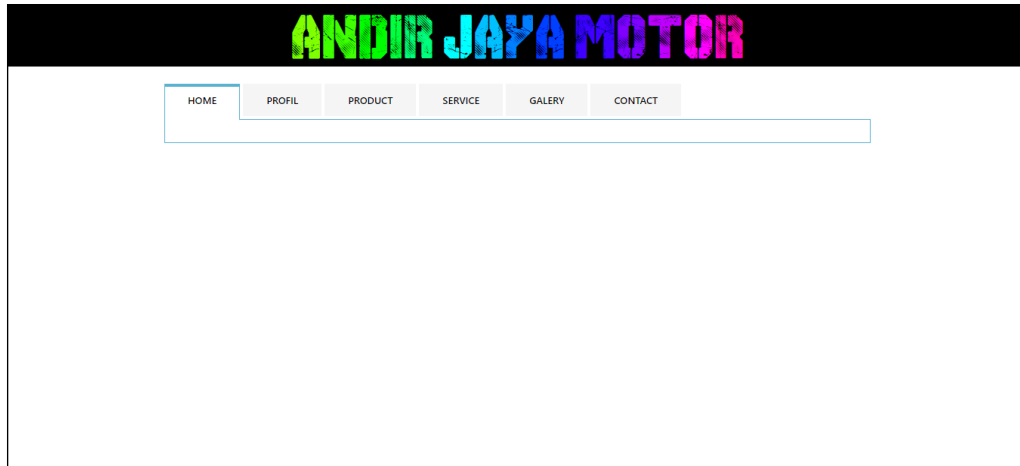 ANDIR JAYA MOTOR
HOME PROFIL PRODUCT SERVICE GALERY CONTACT